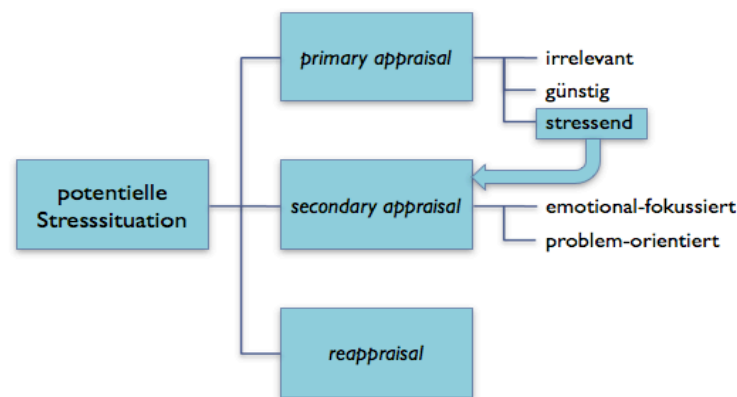 primary appraisal
irrelevant
günstig
stressend
potentielle
Stresssituation
secondary appraisal
emotional-fokussiert
problem-orientiert
reappraisal